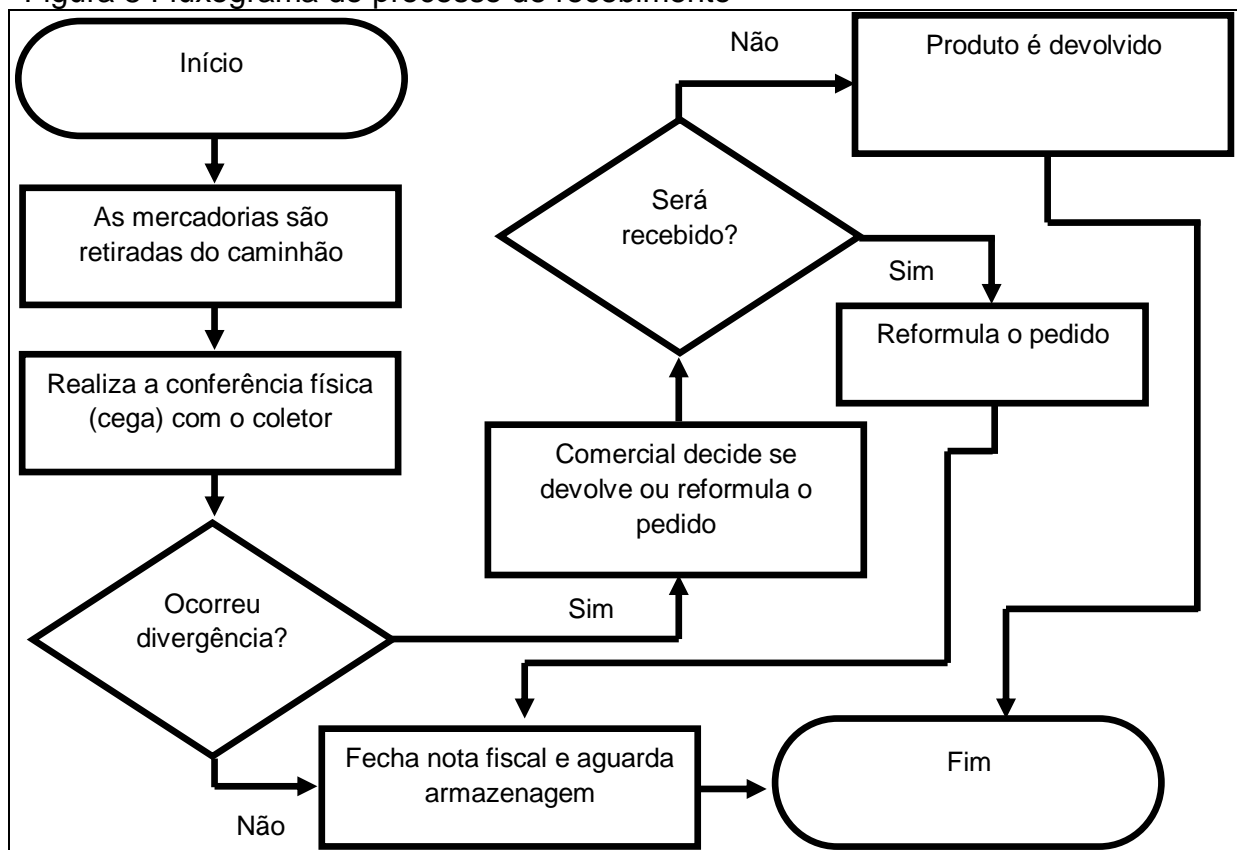 Figura Fluxograma do processo de recebimento
Início
As mercadorias são
retiradas do caminhão
Realiza a conferência física
(cega) com o coletor
Ocorreu
divergência?
Sim
Não
Comercial decide se
devolve ou reformula o
pedido
Será
recebido?
Não
Sim
Produto é devolvido
Reformula o pedido
Fecha nota fiscal e aguarda
armazenagem
Fim